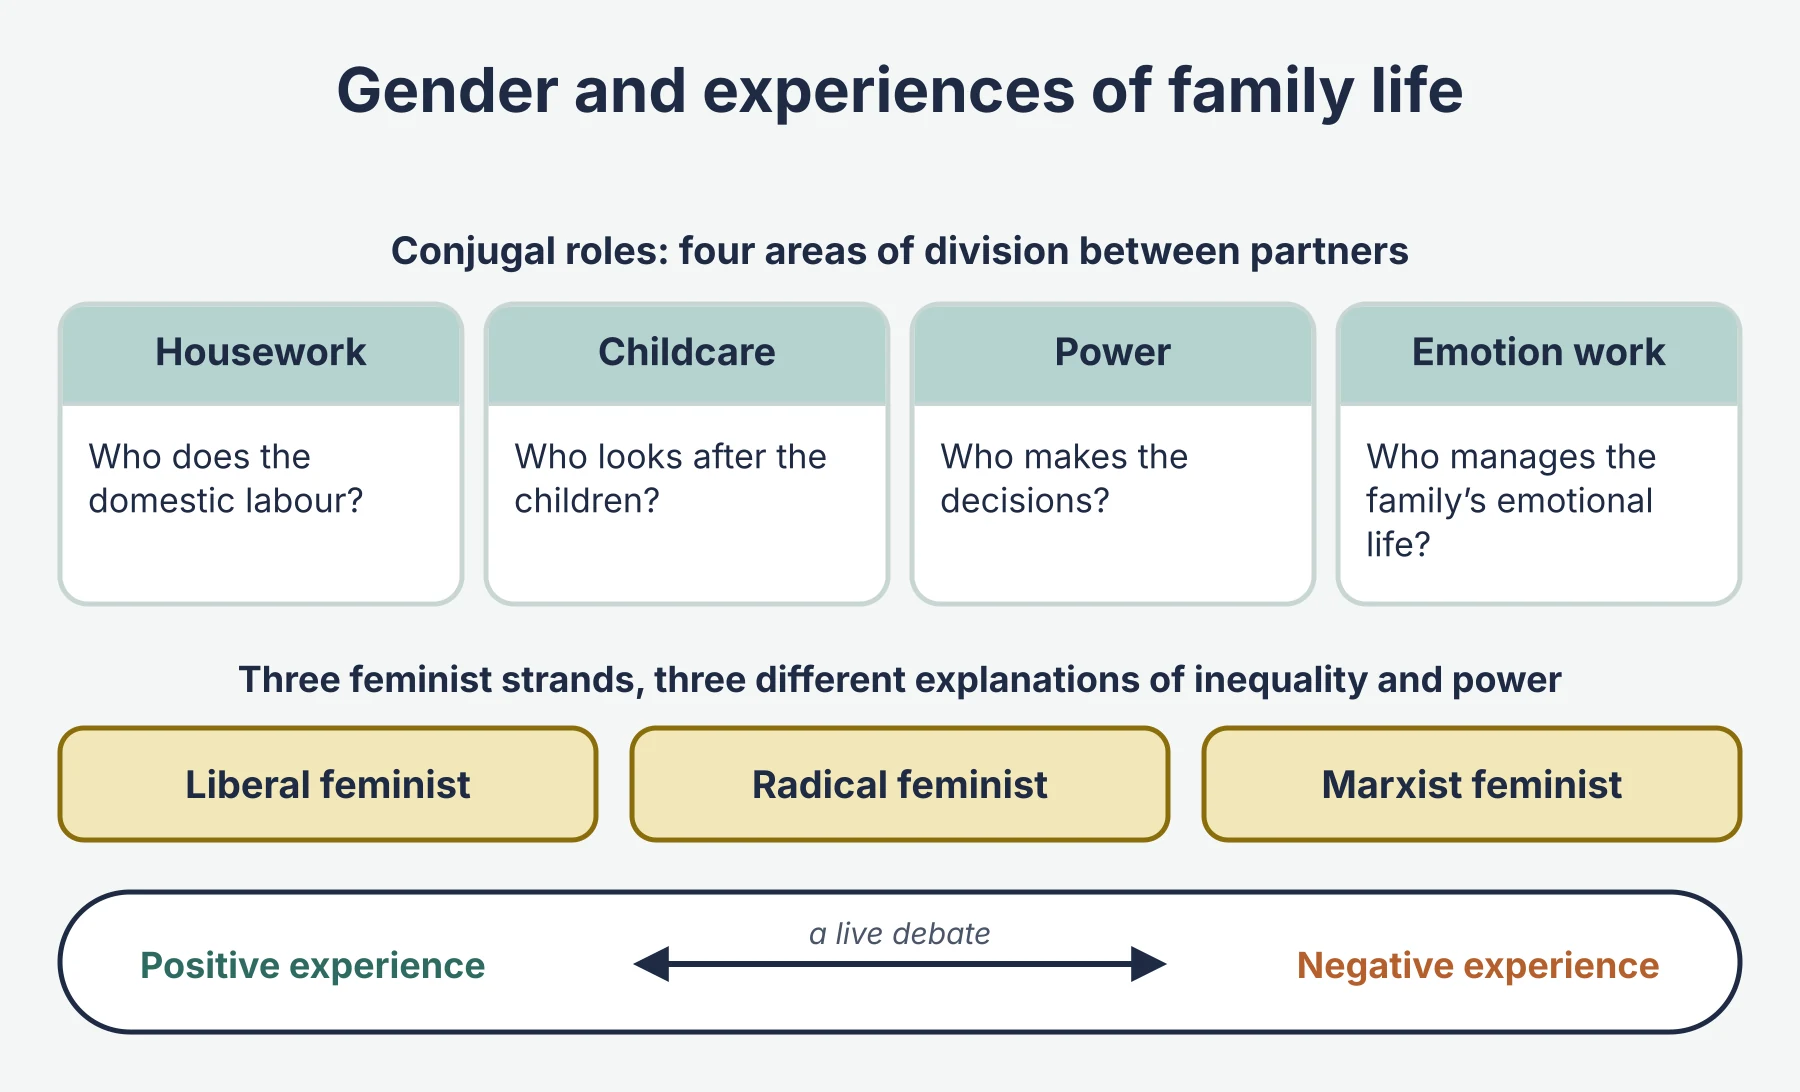 Gender and experiences of family life
Conjugal roles: four areas of division between partners
Housework
Who does the
domestic labour?
Childcare
Who looks after the
children?
Power
Who makes the
decisions?
Emotion work
Who manages the
family’s emotional
life?
Three feminist strands, three different explanations of inequality and power
Liberal feminist
Radical feminist
Marxist feminist
Positive experience
a live debate
Negative experience